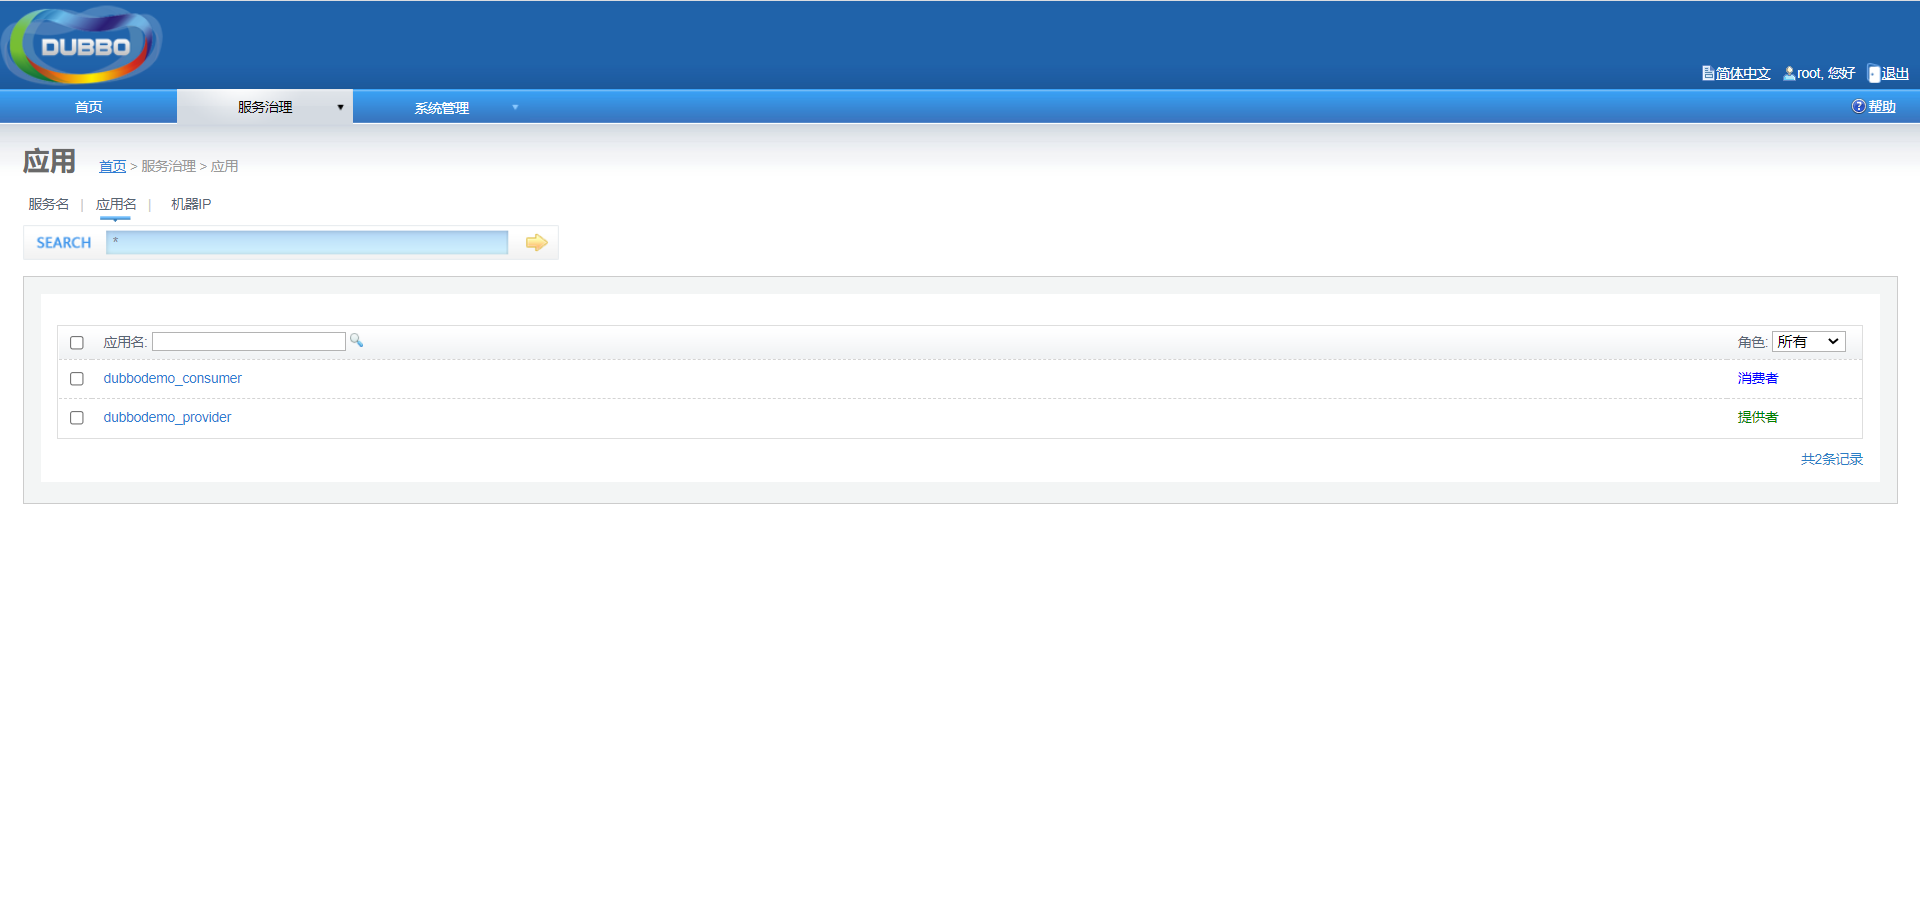 DUBBO
简体中文 root, 您好 退出
首页 服务治理 系统管理 帮助
应用 首页 > 服务治理 > 应用
服务名 | 应用名 | 机器IP
SEARCH *
应用名: 角色: 所有
dubbodemo_consumer 消费者
dubbodemo_provider 提供者
共2条记录